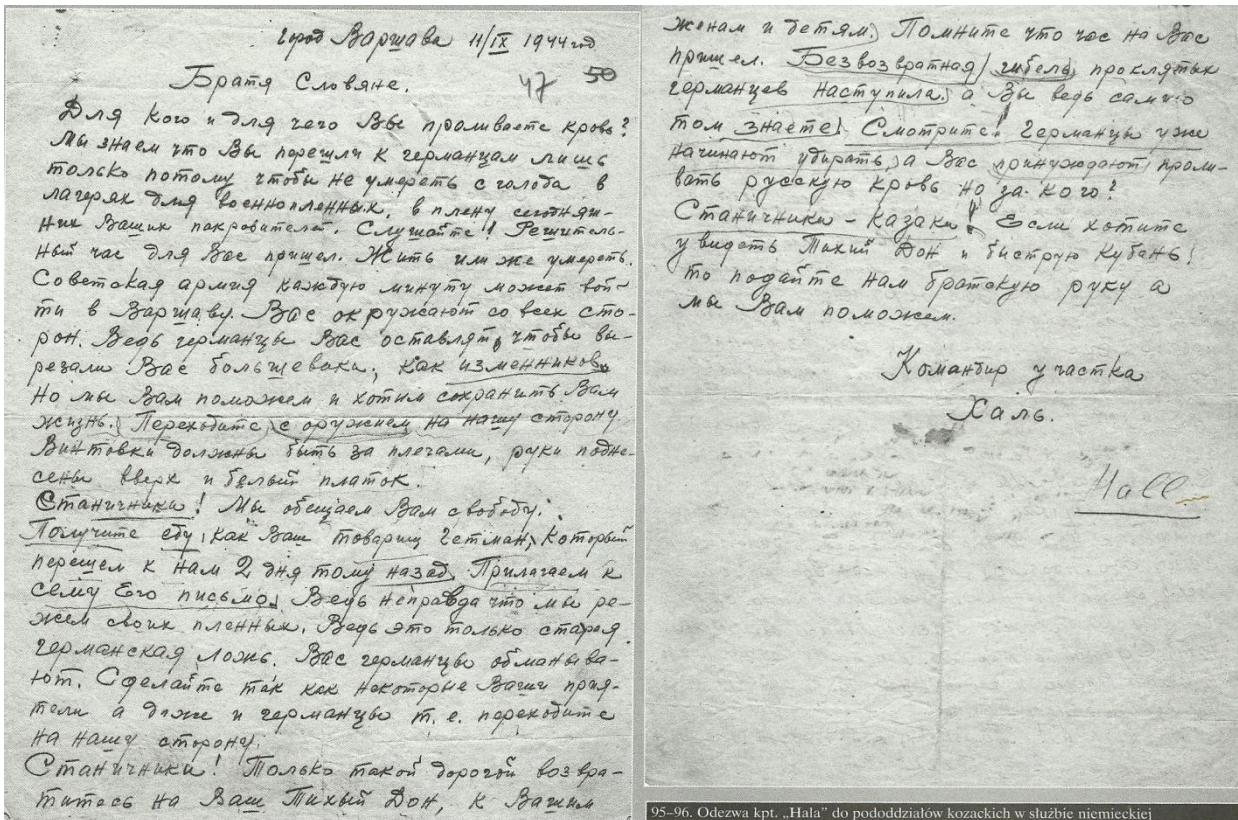 город Варшава 11/IX 1944 год
47 50
Братя Словяне.
Для кого и для чего Вы проливаете кровь?
Мы знаем что Вы перешли к германцам лишь
только потому чтобы не умереть с голода в
лагерях для военнопленных, в плену сегодняш-
них Ваших покровителей. Слушайте! Решитель-
ный час для Вас пришел. Жить или же умереть.
Советская армия каждую минуту может вой-
ти в Варшаву. Вас окружают со всех сто-
рон. Ведь германцы Вас оставлят, чтобы вы-
резали Вас большеваки, как изменников.
Но мы Вам поможем и хотим сохранить Вам
жизнь. Переходите с оружием на нашу сторону
Винтовки должны быть за плечами, руки подне-
сены вверх и белый платок.
Станичники! Мы обещаем Вам свободу.
Получите еду, как Ваш товарищ Гетман, который
перешел к нам 2 дня тому назад. Прилагаем к
сему Его письмо. Ведь неправда что мы ре-
жем своих пленных. Ведь это только старая
германская ложь. Вас германцы обманыва-
ют. Сделайте так как некоторые Ваши прия-
тели а даже и германцы т.е. переходите
на нашу сторону.
Станичники! Только такой дорогой возвра-
титесь на Ваш Тихий Дон, к Вашим
женам и детям. Помните что час на Вас
пришел. Безвозвратная гибель проклятых
германцев наступила, а Вы ведь сами о
том знаете! Смотрите! Германцы уже
начинают убирать, а Вас принуждают проли-
вать русскую кровь но за кого?
Станичники – казаки! Если хотите
увидеть Тихий Дон и быструю Кубань!
то подайте нам братскую руку а
мы Вам поможем.
Командир участка
Халь.
Hall
95–96. Odezwa kpt. „Hala” do pododdziałów kozackich w służbie niemieckiej